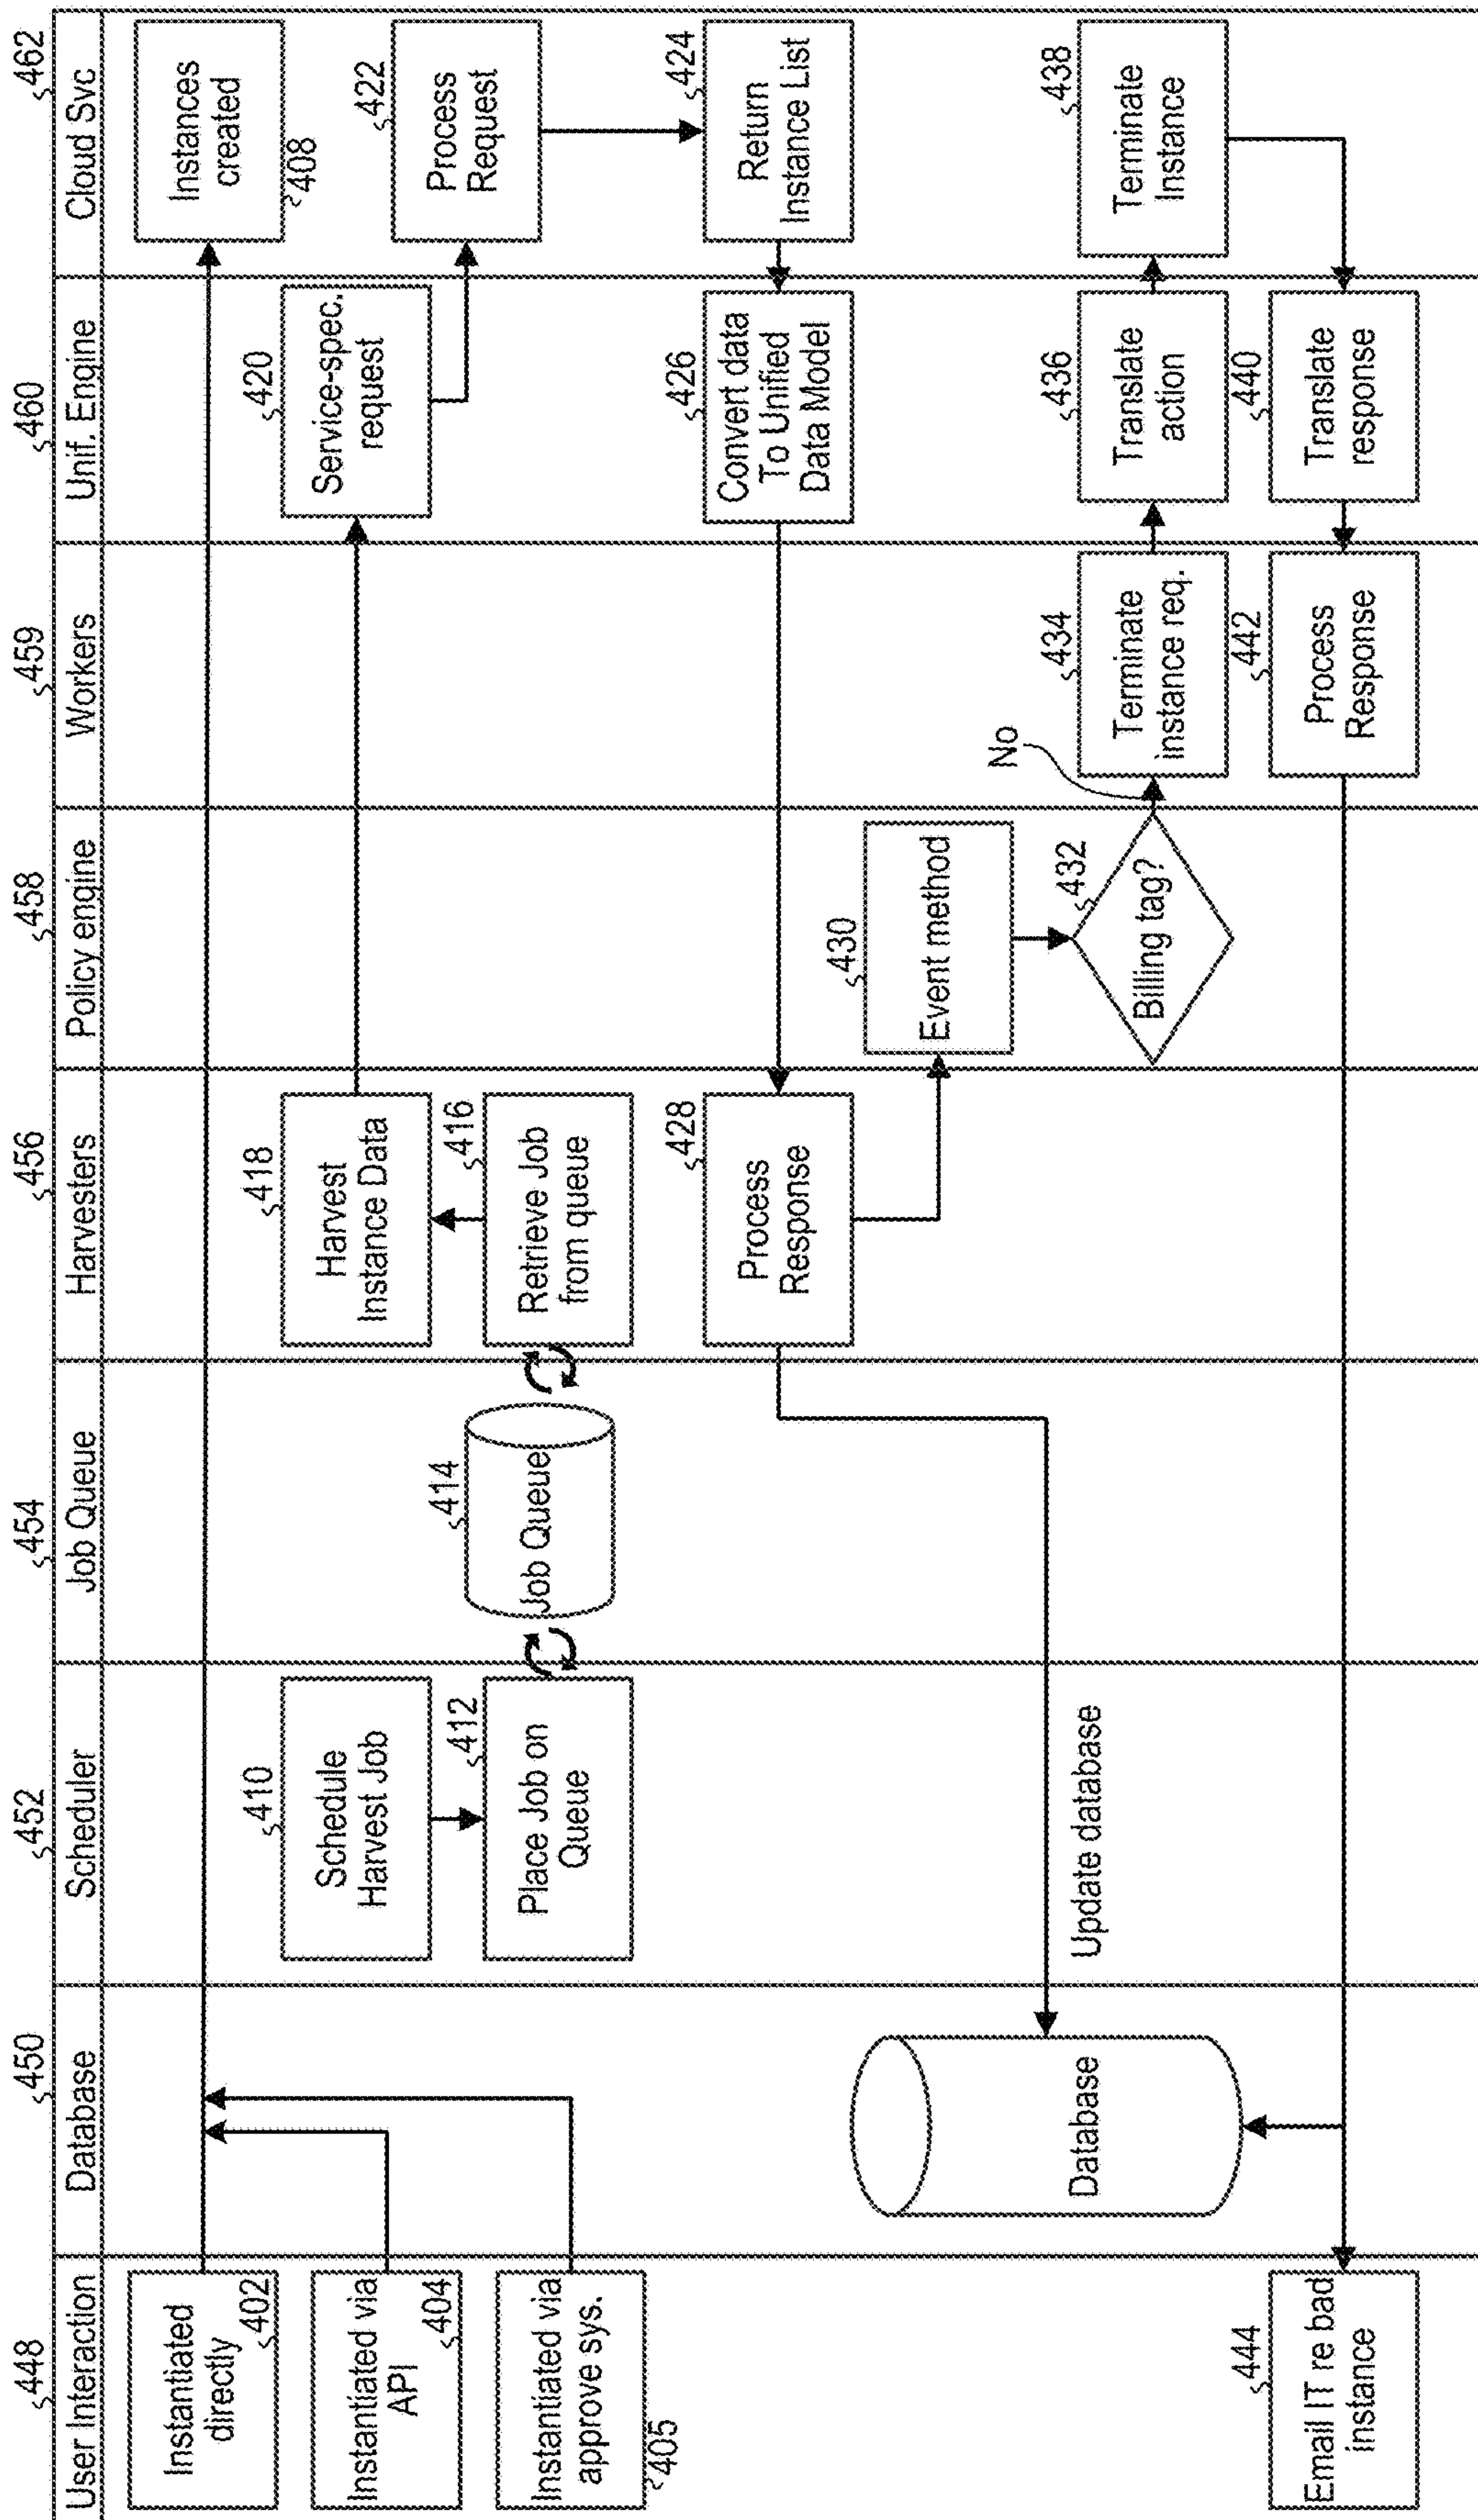 448
450
452
454
456
458
459
460
462
User Interaction
Database
Scheduler
Job Queue
Harvesters
Policy engine
Workers
Unif. Engine
Cloud Svc
Instantiated
directly
402
Instantiated via
API
404
Instantiated via
approve sys.
405
Instances
created
408
410
Schedule
Harvest Job
412
Place Job on
Queue
414
Job Queue
416
Retrieve Job
from queue
418
Harvest
Instance Data
420
Service-spec.
request
422
Process
Request
424
Return
Instance List
426
Convert data
To Unified
Data Model
428
Process
Response
Update database
Database
430
Event method
432
Billing tag?
No
434
Terminate
instance req.
436
Translate
action
438
Terminate
Instance
440
Translate
response
442
Process
Response
444
Email IT re bad
instance